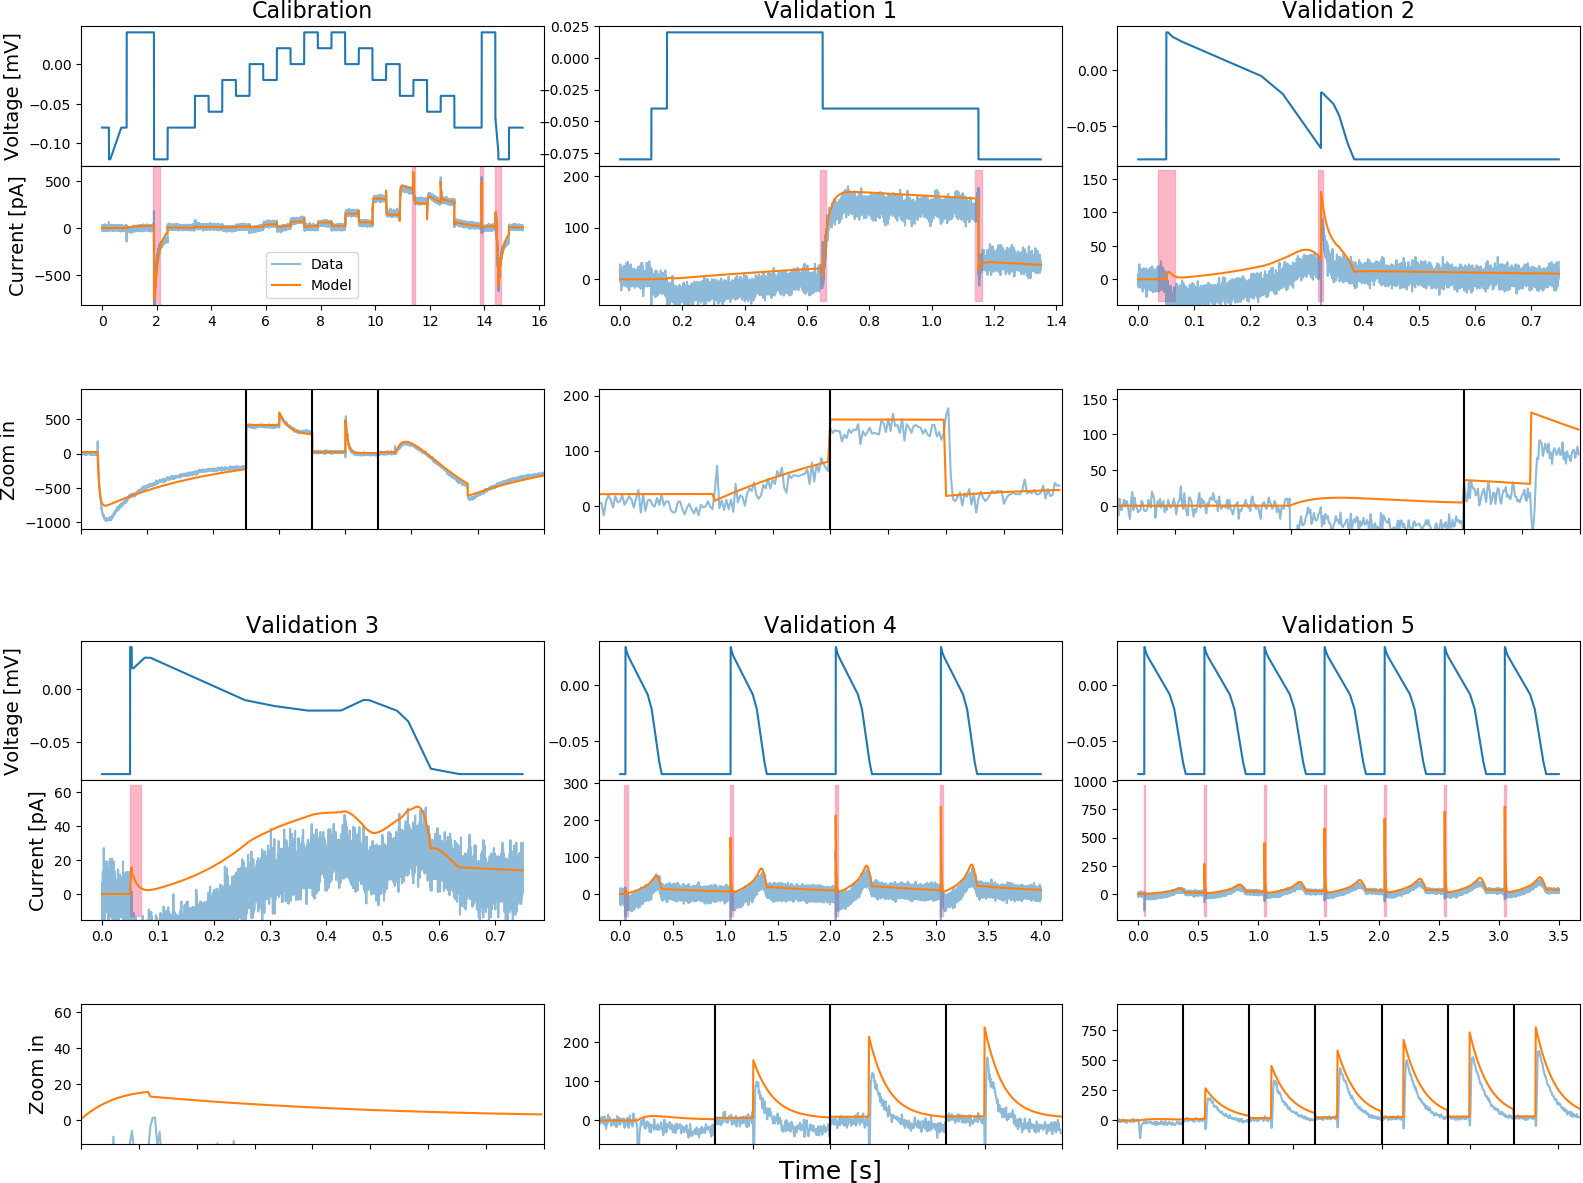 Calibration
Validation 1
Validation 2
Voltage [mV]
0.00
−0.05
−0.10
0.025
0.000
−0.025
−0.050
−0.075
0.00
−0.05
Current [pA]
500
0
−500
Data
Model
200
100
0
150
100
50
0
0 2 4 6 8 10 12 14 16
0.0 0.2 0.4 0.6 0.8 1.0 1.2 1.4
0.0 0.1 0.2 0.3 0.4 0.5 0.6 0.7
Zoom in
500
0
−500
−1000
200
100
0
150
100
50
0
Validation 3
Validation 4
Validation 5
Voltage [mV]
0.00
−0.05
0.00
−0.05
0.00
−0.05
Current [pA]
60
40
20
0
300
200
100
0
1000
750
500
250
0
0.0 0.1 0.2 0.3 0.4 0.5 0.6 0.7
0.0 0.5 1.0 1.5 2.0 2.5 3.0 3.5 4.0
0.0 0.5 1.0 1.5 2.0 2.5 3.0 3.5
Zoom in
60
40
20
0
200
100
0
750
500
250
0
Time [s]